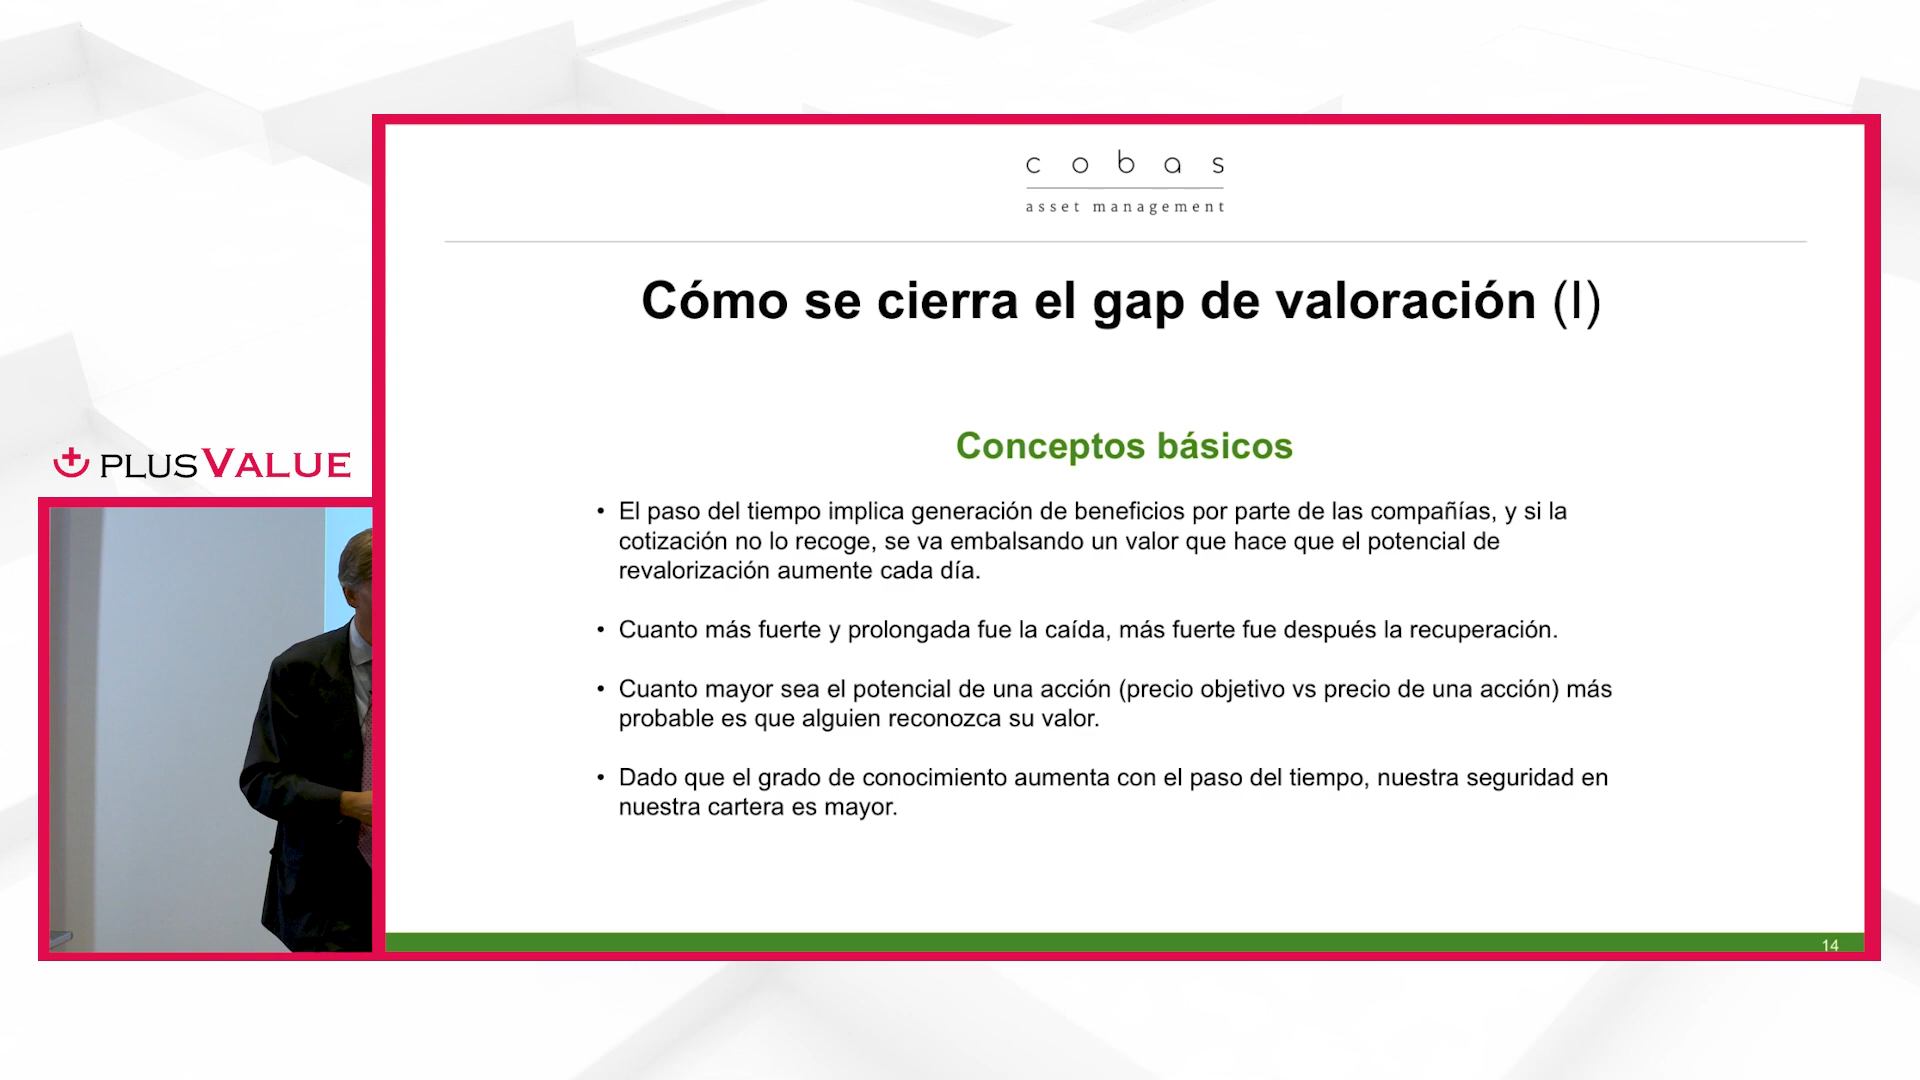 cobas
asset management
Cómo se cierra el gap de valoración (I)
PLUSVALUE
Conceptos básicos
• El paso del tiempo implica generación de beneficios por parte de las compañías, y si la
cotización no lo recoge, se va embalsando un valor que hace que el potencial de
revalorización aumente cada día.
• Cuanto más fuerte y prolongada fue la caída, más fuerte fue después la recuperación.
• Cuanto mayor sea el potencial de una acción (precio objetivo vs precio de una acción) más
probable es que alguien reconozca su valor.
• Dado que el grado de conocimiento aumenta con el paso del tiempo, nuestra seguridad en
nuestra cartera es mayor.
14